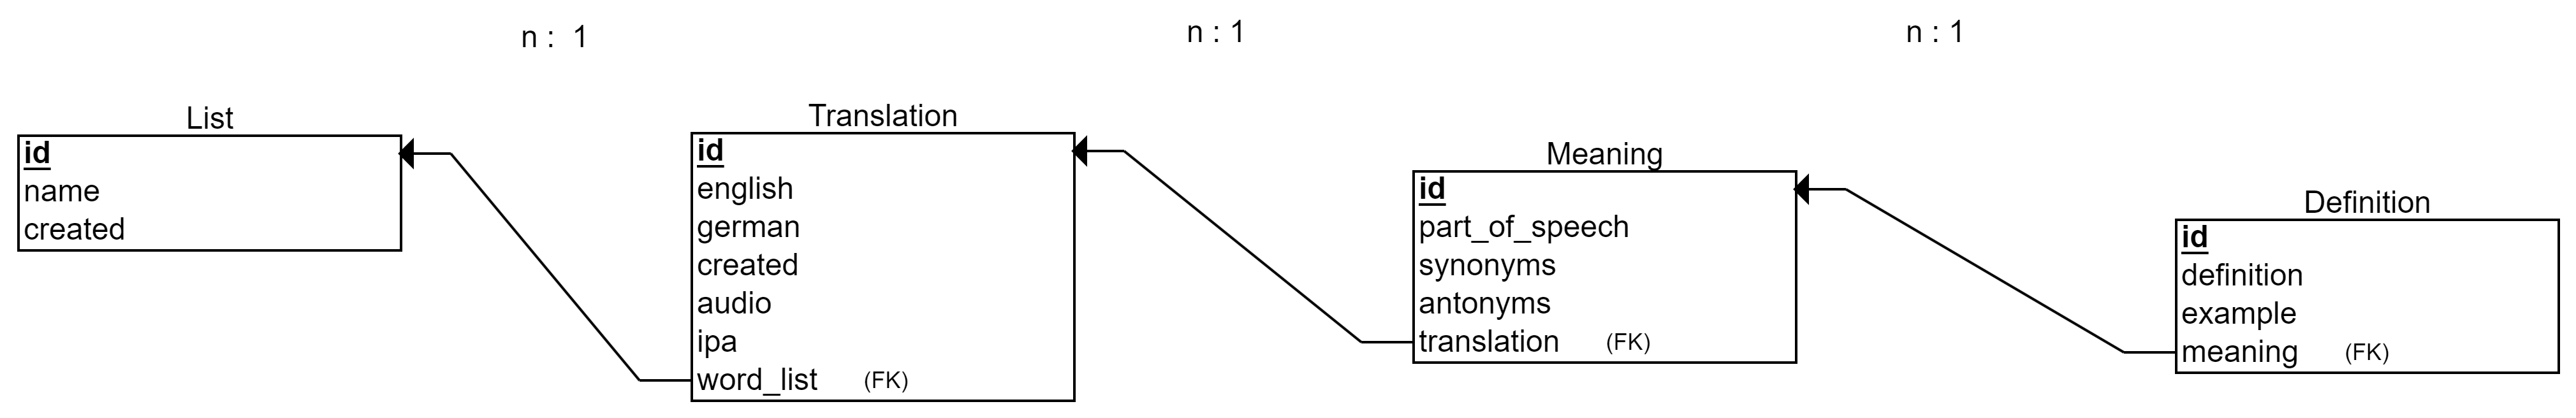 n :  1
n : 1
n : 1
List
id
name
created
Translation
id
english
german
created
audio
ipa
word_list (FK)
Meaning
id
part_of_speech
synonyms
antonyms
translation (FK)
Definition
id
definition
example
meaning (FK)